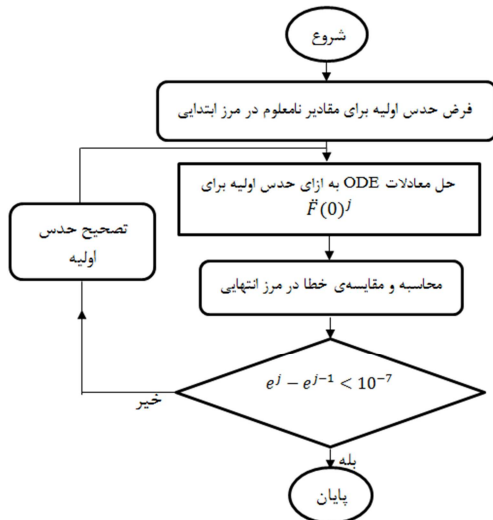 شروع
فرض حدس اولیه برای مقادیر نامعلوم در مرز ابتدایی
حل معادلات ODE به ازای حدس اولیه برای
F̈(0)^j
تصحیح حدس
اولیه
محاسبه و مقایسه‌ی خطا در مرز انتهایی
e^j − e^{j−1} < 10^{−7}
خیر
بله
پایان